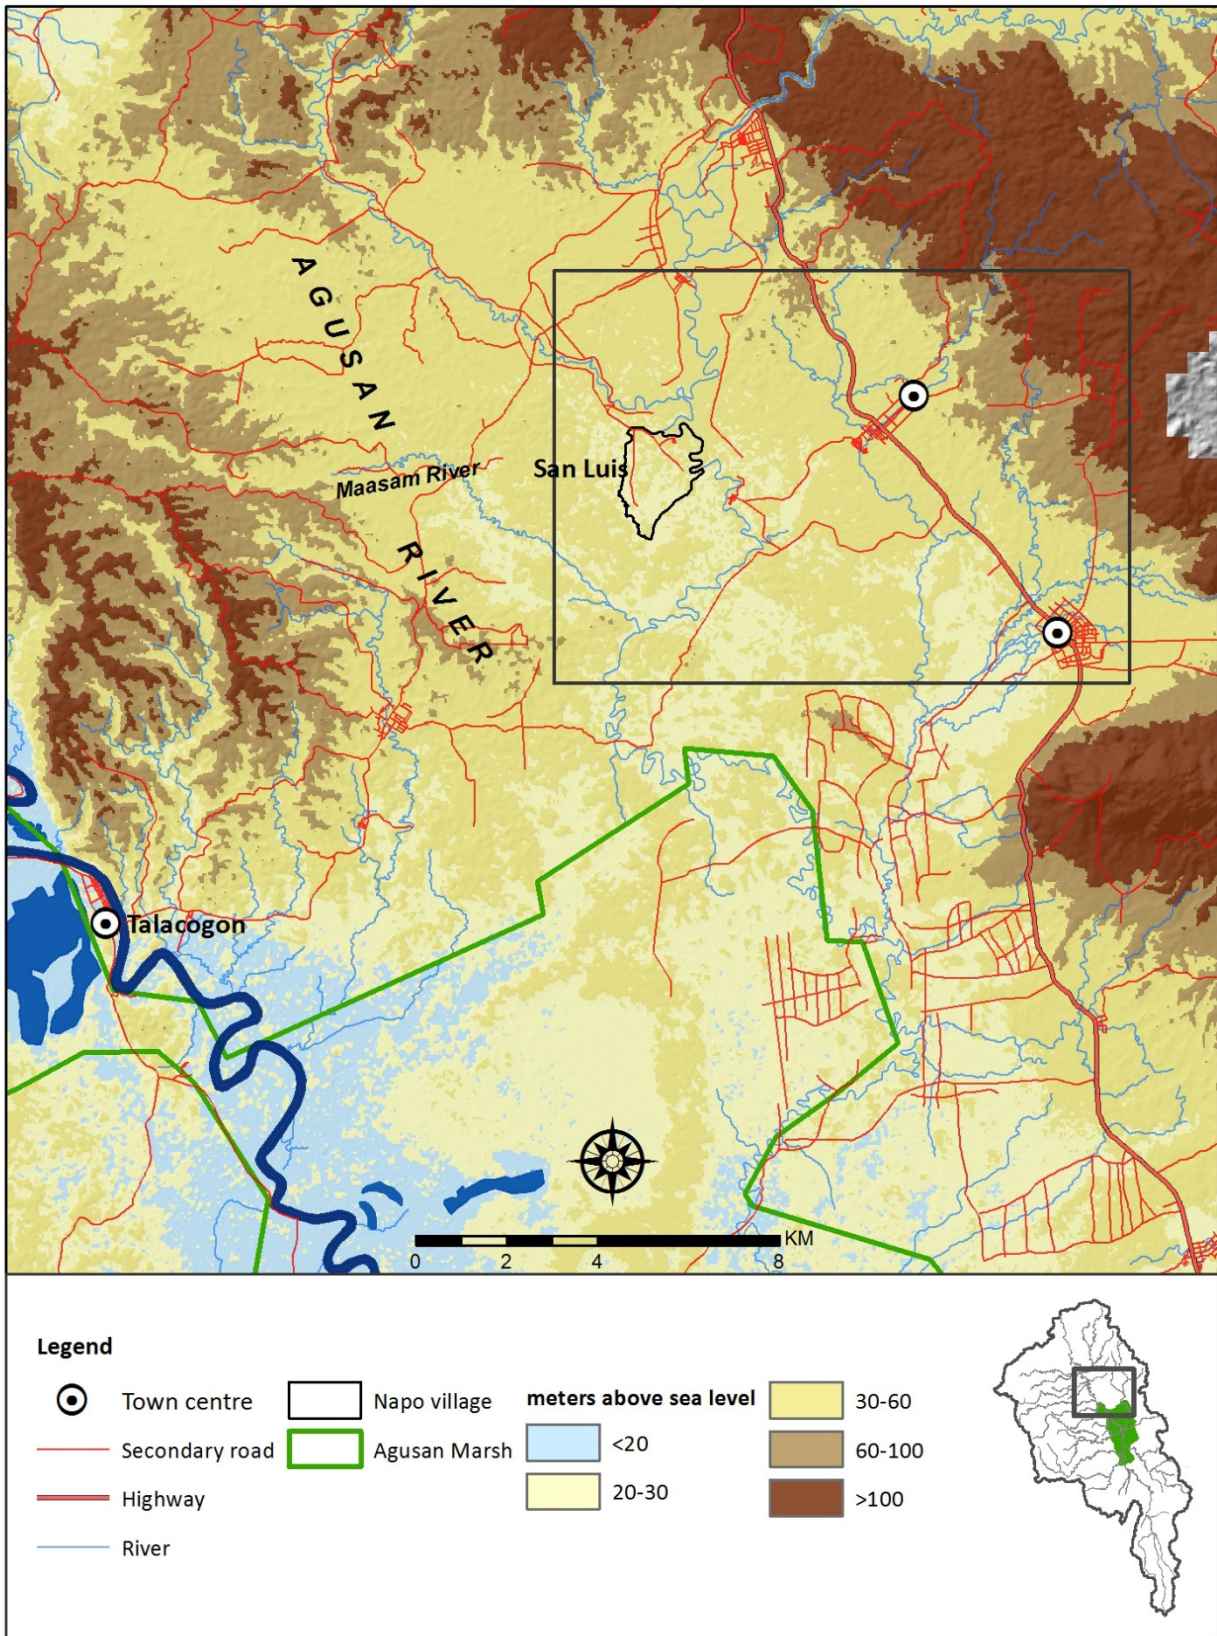 AGUSAN
RIVER
Maasam River
San Luis
Talacogon
KM
0 2 4 8
Legend
Town centre
Secondary road
Highway
River
Napo village
Agusan Marsh
meters above sea level
<20
20-30
30-60
60-100
>100